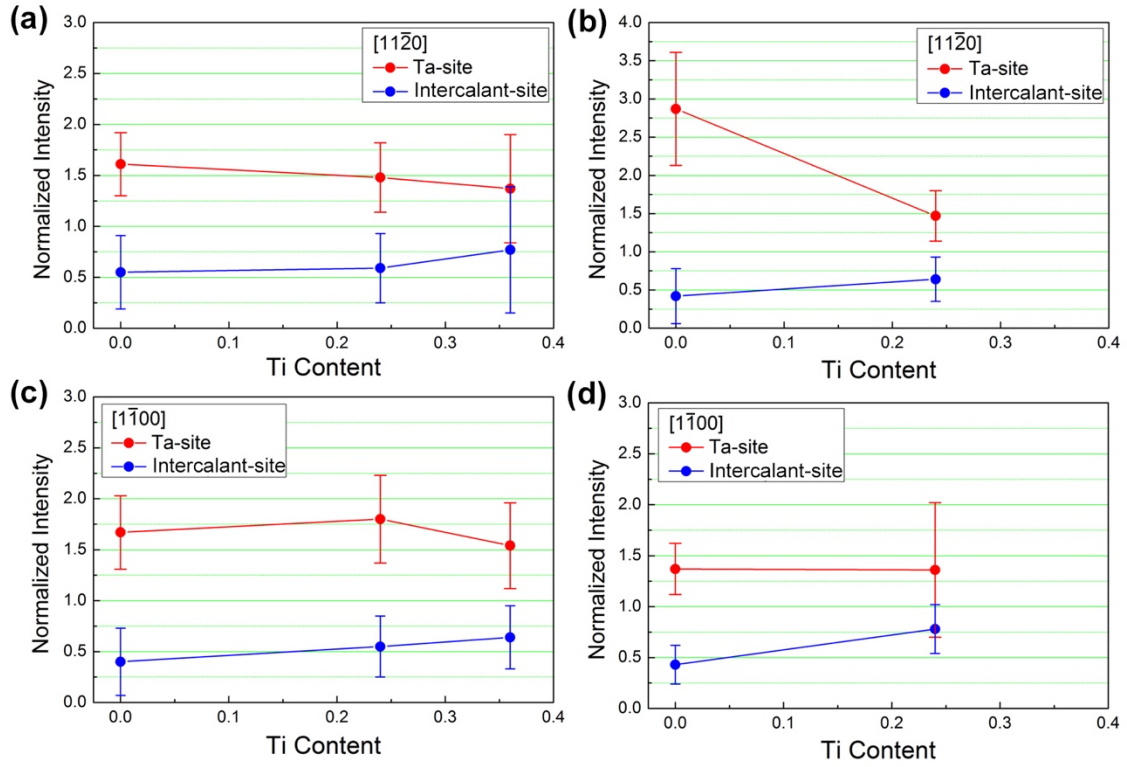 (a)
3.0
2.5
2.0
1.5
1.0
0.5
0.0
Normalized Intensity
[112̄0]
Ta-site
Intercalant-site
0.0 0.1 0.2 0.3 0.4
Ti Content
(b)
4.0
3.5
3.0
2.5
2.0
1.5
1.0
0.5
0.0
Normalized Intensity
[112̄0]
Ta-site
Intercalant-site
0.0 0.1 0.2 0.3 0.4
Ti Content
(c)
3.0
2.5
2.0
1.5
1.0
0.5
0.0
Normalized Intensity
[11̄00]
Ta-site
Intercalant-site
0.0 0.1 0.2 0.3 0.4
Ti Content
(d)
3.0
2.5
2.0
1.5
1.0
0.5
0.0
Normalized Intensity
[11̄00]
Ta-site
Intercalant-site
0.0 0.1 0.2 0.3 0.4
Ti Content